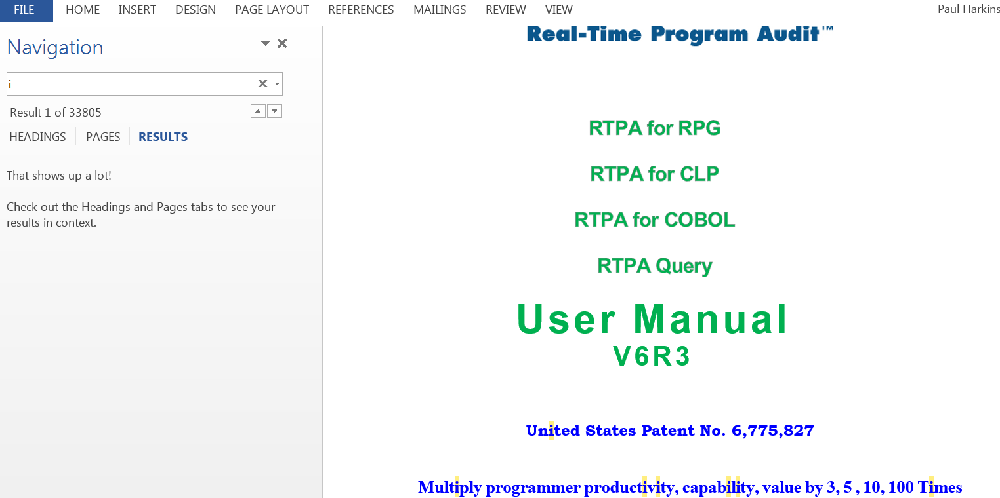 FILE HOME INSERT DESIGN PAGE LAYOUT REFERENCES MAILINGS REVIEW VIEW Paul Harkins
Navigation
i
Result 1 of 33805
HEADINGS PAGES RESULTS
That shows up a lot!
Check out the Headings and Pages tabs to see your
results in context.
Real-Time Program Audit™
RTPA for RPG
RTPA for CLP
RTPA for COBOL
RTPA Query
User Manual
V6R3
United States Patent No. 6,775,827
Multiply programmer productivity, capability, value by 3, 5 , 10, 100 Times